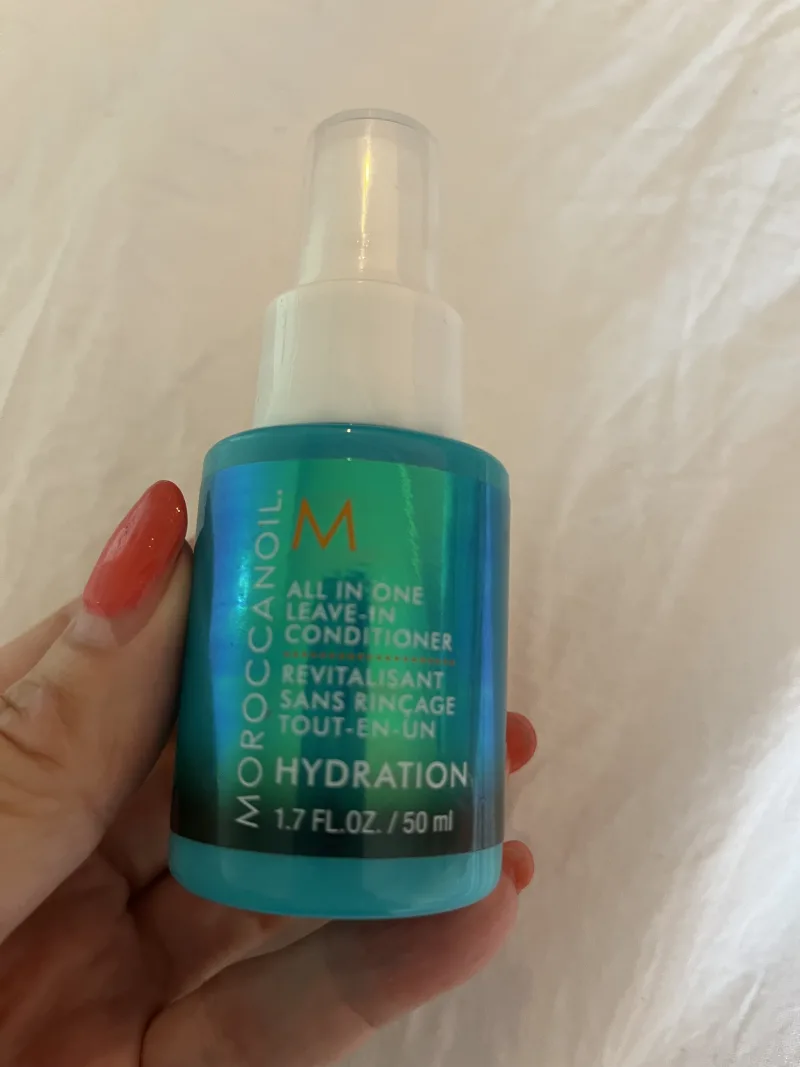 MOROCCANOIL.
M
ALL IN ONE
LEAVE-IN
CONDITIONER
REVITALISANT
SANS RINÇAGE
TOUT-EN-UN
HYDRATION
1.7 FL.OZ. / 50 ml